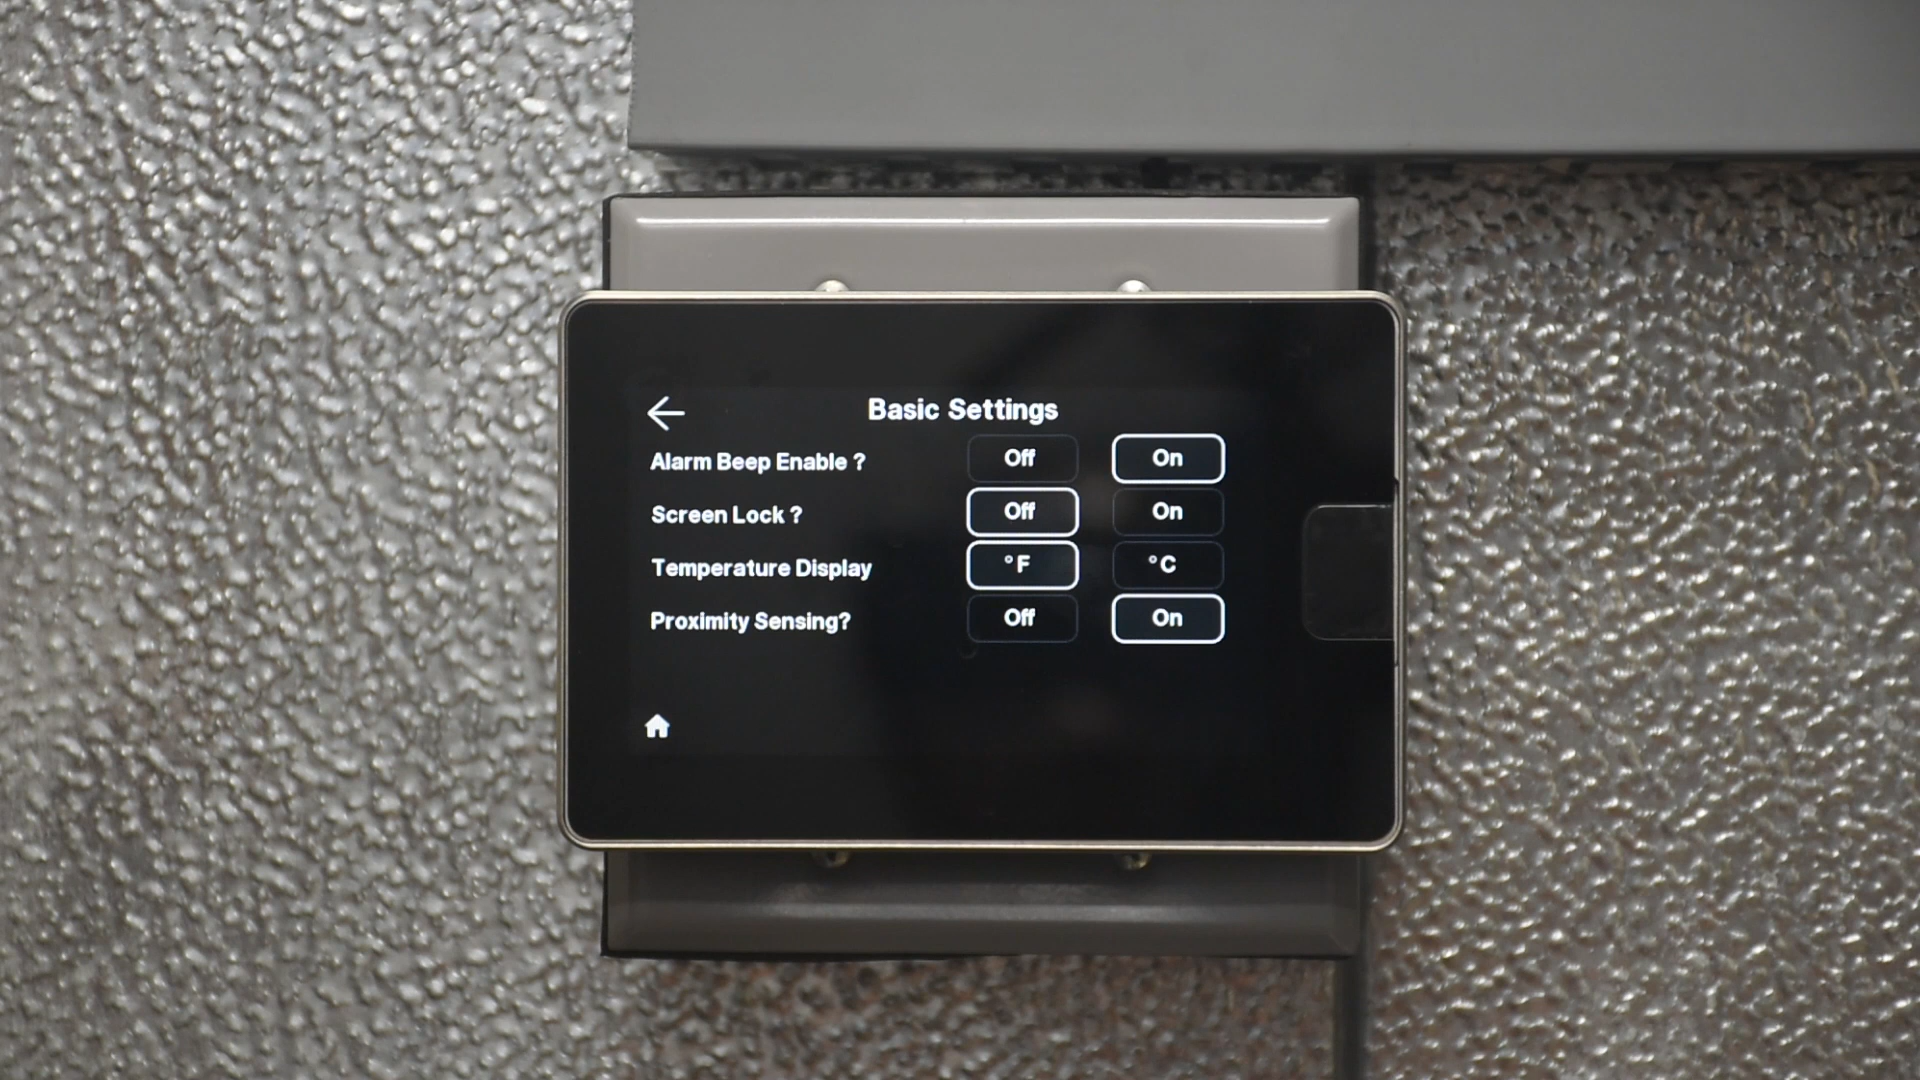 Basic Settings
Alarm Beep Enable ? Off On
Screen Lock ? Off On
Temperature Display °F °C
Proximity Sensing? Off On